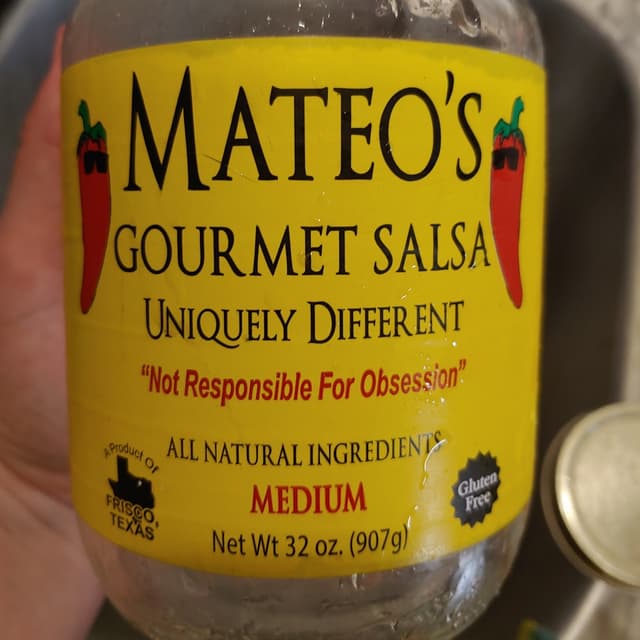 MATEO'S
GOURMET SALSA
UNIQUELY DIFFERENT
"Not Responsible For Obsession"
ALL NATURAL INGREDIENTS
A Product Of
FRISCO,
TEXAS
MEDIUM
Gluten
Free
Net Wt 32 oz. (907g)